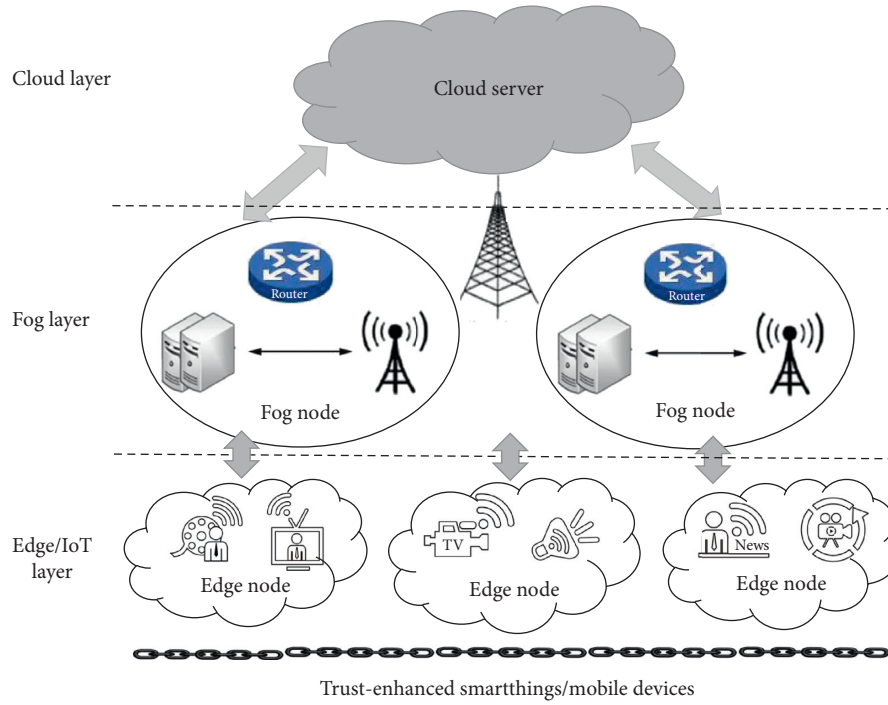 Cloud layer
Cloud server
Router
Router
Fog layer
Fog node
Fog node
Edge/IoT
layer
TV
News
Edge node
Edge node
Edge node
Trust-enhanced smartthings/mobile devices